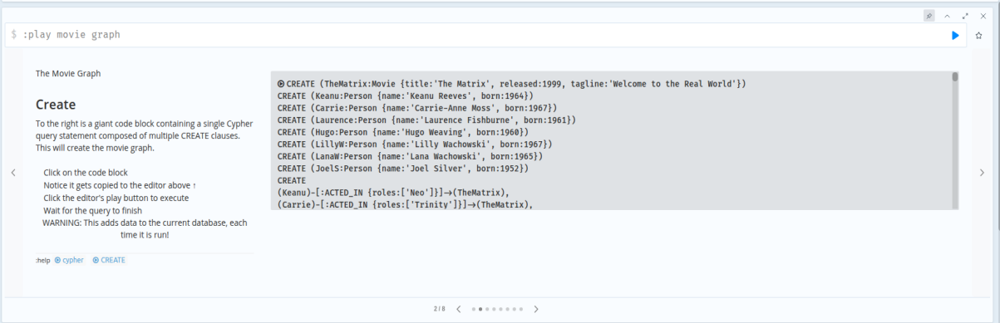 $ :play movie graph
The Movie Graph
Create
To the right is a giant code block containing a single Cypher
query statement composed of multiple CREATE clauses.
This will create the movie graph.
Click on the code block
Notice it gets copied to the editor above ↑
Click the editor's play button to execute
Wait for the query to finish
WARNING: This adds data to the current database, each
time it is run!
:help cypher CREATE
CREATE (TheMatrix:Movie {title:'The Matrix', released:1999, tagline:'Welcome to the Real World'})
CREATE (Keanu:Person {name:'Keanu Reeves', born:1964})
CREATE (Carrie:Person {name:'Carrie-Anne Moss', born:1967})
CREATE (Laurence:Person {name:'Laurence Fishburne', born:1961})
CREATE (Hugo:Person {name:'Hugo Weaving', born:1960})
CREATE (LillyW:Person {name:'Lilly Wachowski', born:1967})
CREATE (LanaW:Person {name:'Lana Wachowski', born:1965})
CREATE (JoelS:Person {name:'Joel Silver', born:1952})
CREATE
(Keanu)-[:ACTED_IN {roles:['Neo']}]→(TheMatrix),
(Carrie)-[:ACTED_IN {roles:['Trinity']}]→(TheMatrix),
2/8